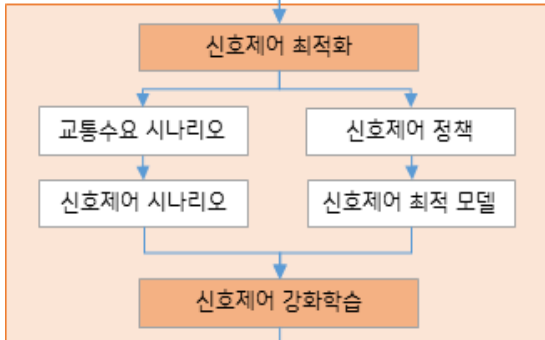 신호제어 최적화
교통수요 시나리오
신호제어 정책
신호제어 시나리오
신호제어 최적 모델
신호제어 강화학습